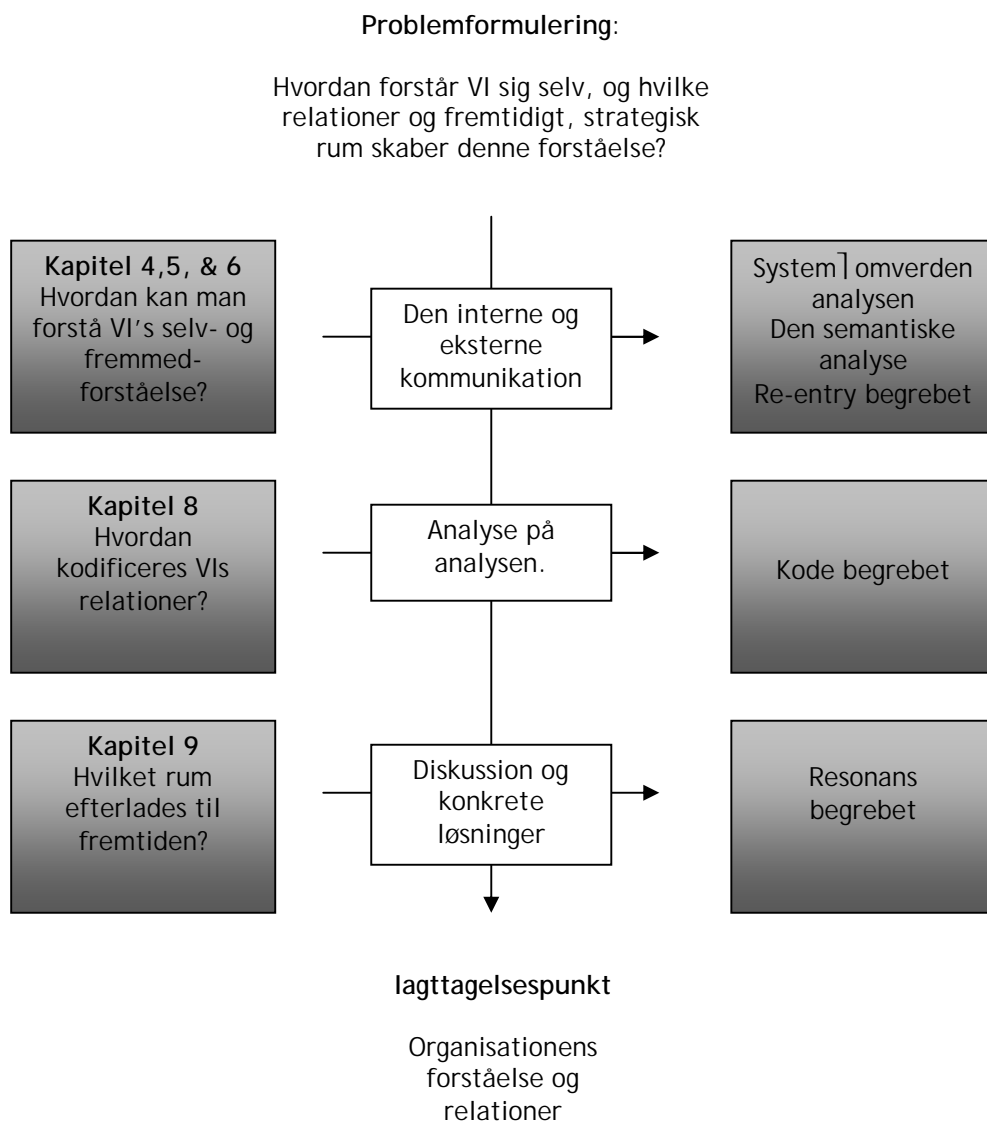 Problemformulering:
Hvordan forstår VI sig selv, og hvilke
relationer og fremtidigt, strategisk
rum skaber denne forståelse?
Kapitel 4,5, & 6
Hvordan kan man
forstå VI's selv- og
fremmed-
forståelse?
Den interne og
eksterne
kommunikation
System⏋omverden
analysen
Den semantiske
analyse
Re-entry begrebet
Kapitel 8
Hvordan
kodificeres VIs
relationer?
Analyse på
analysen.
Kode begrebet
Kapitel 9
Hvilket rum
efterlades til
fremtiden?
Diskussion og
konkrete
løsninger
Resonans
begrebet
Iagttagelsespunkt
Organisationens
forståelse og
relationer